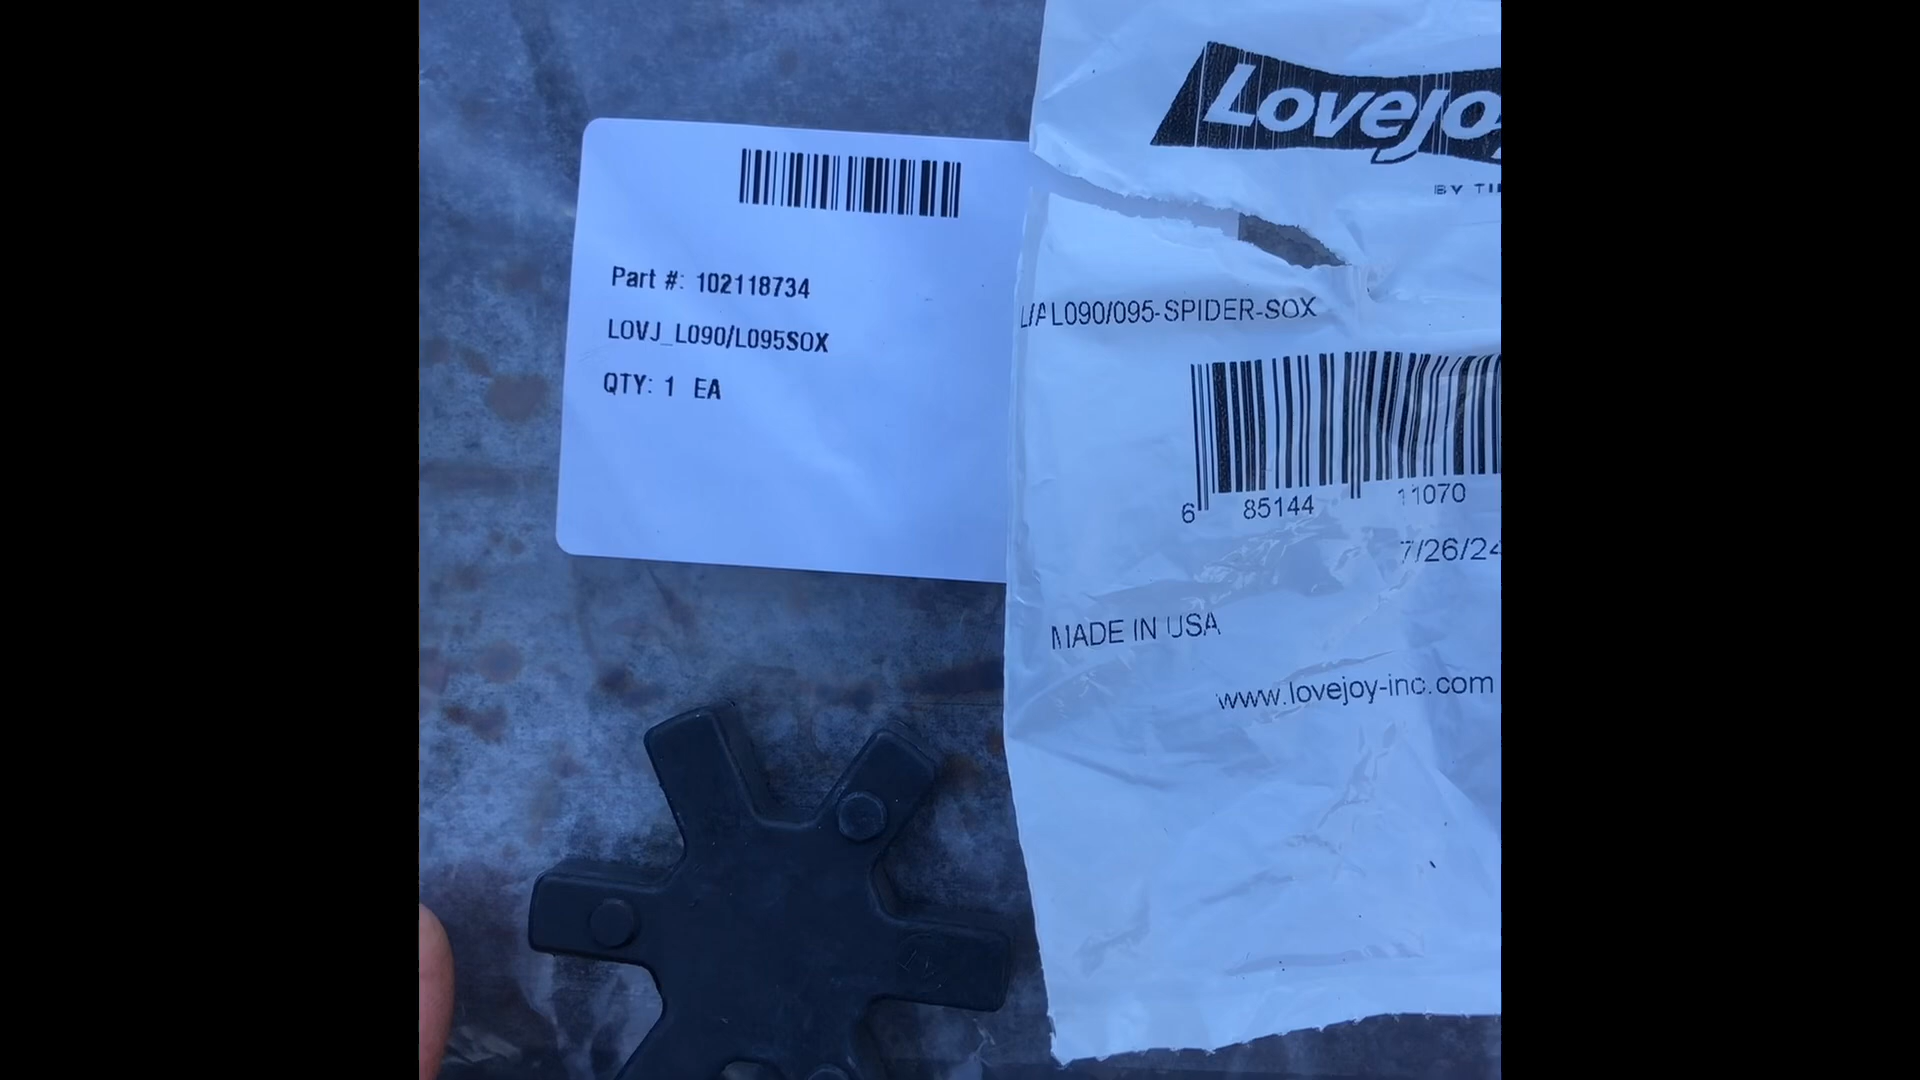 Lovejo
BY TI
Part #: 102118734
LOVJ_L090/L095SOX
QTY: 1 EA
L/A L090/095-SPIDER-SOX
6 85144 11070
7/26/24
MADE IN USA
www.lovejoy-inc.com